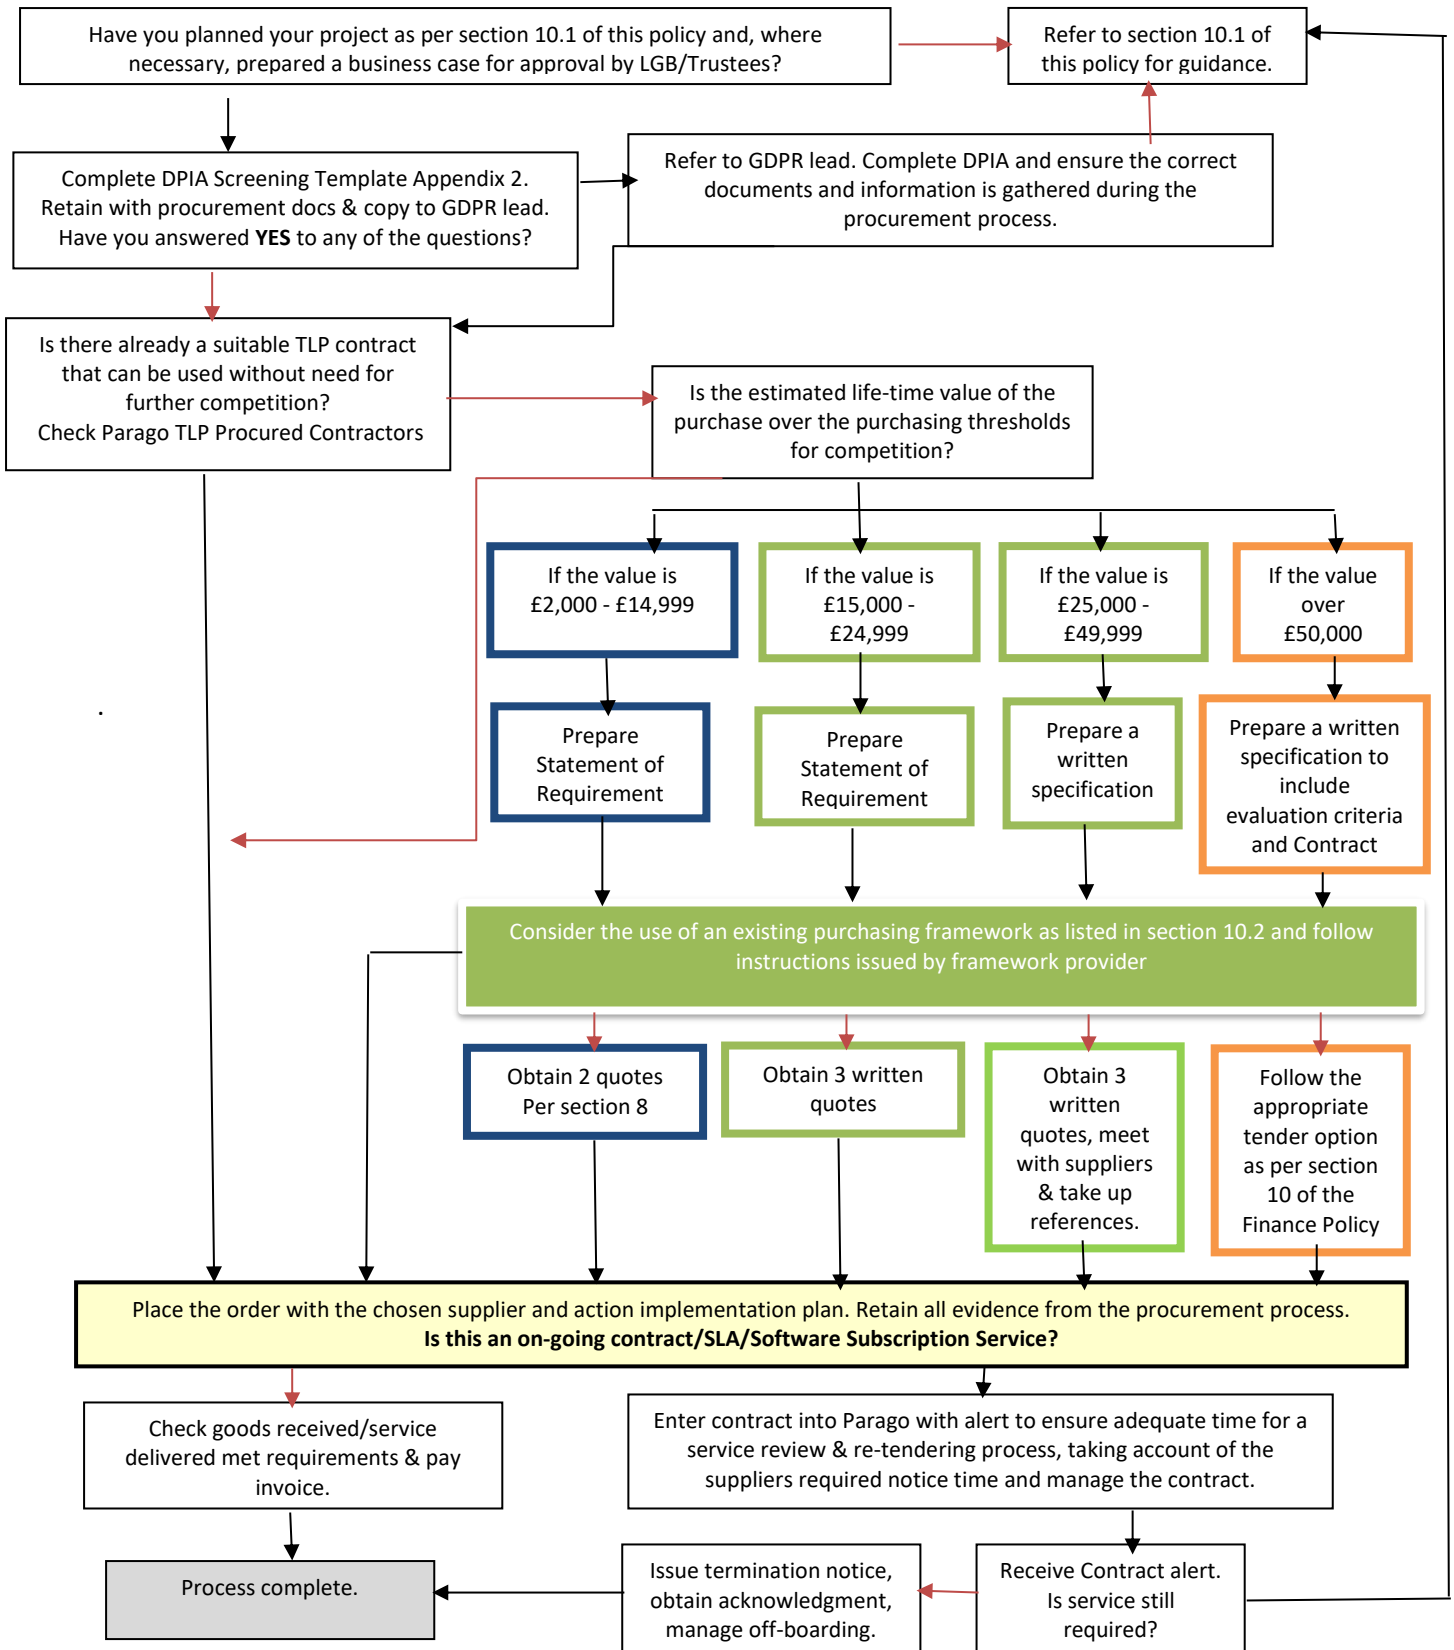 Have you planned your project as per section 10.1 of this policy and, where
necessary, prepared a business case for approval by LGB/Trustees?
Refer to section 10.1 of
this policy for guidance.
Complete DPIA Screening Template Appendix 2.
Retain with procurement docs & copy to GDPR lead.
Have you answered YES to any of the questions?
Refer to GDPR lead. Complete DPIA and ensure the correct
documents and information is gathered during the
procurement process.
Is there already a suitable TLP contract
that can be used without need for
further competition?
Check Parago TLP Procured Contractors
Is the estimated life-time value of the
purchase over the purchasing thresholds
for competition?
If the value is
£2,000 - £14,999
If the value is
£15,000 -
£24,999
If the value is
£25,000 -
£49,999
If the value
over
£50,000
.
Prepare
Statement of
Requirement
Prepare
Statement of
Requirement
Prepare a
written
specification
Prepare a written
specification to
include
evaluation criteria
and Contract
Consider the use of an existing purchasing framework as listed in section 10.2 and follow
instructions issued by framework provider
Obtain 2 quotes
Per section 8
Obtain 3 written
quotes
Obtain 3
written
quotes, meet
with suppliers
& take up
references.
Follow the
appropriate
tender option
as per section
10 of the
Finance Policy
Place the order with the chosen supplier and action implementation plan. Retain all evidence from the procurement process.
Is this an on-going contract/SLA/Software Subscription Service?
Check goods received/service
delivered met requirements & pay
invoice.
Enter contract into Parago with alert to ensure adequate time for a
service review & re-tendering process, taking account of the
suppliers required notice time and manage the contract.
Process complete.
Issue termination notice,
obtain acknowledgment,
manage off-boarding.
Receive Contract alert.
Is service still
required?